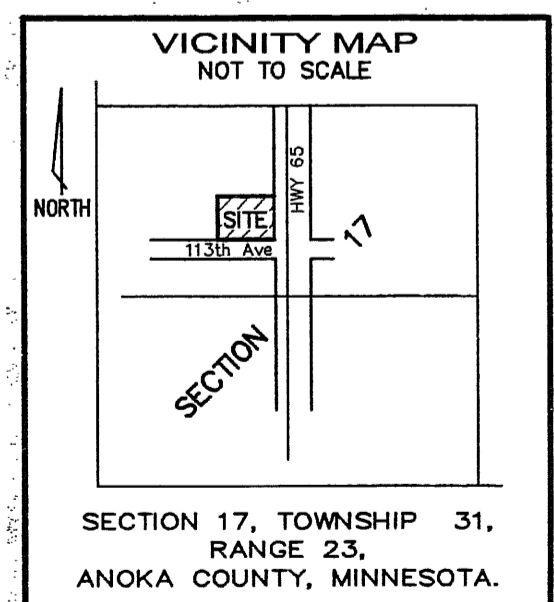 VICINITY MAP
NOT TO SCALE
NORTH
HWY 65
SITE
113th Ave
SECTION 17
SECTION 17, TOWNSHIP 31,
RANGE 23,
ANOKA COUNTY, MINNESOTA.